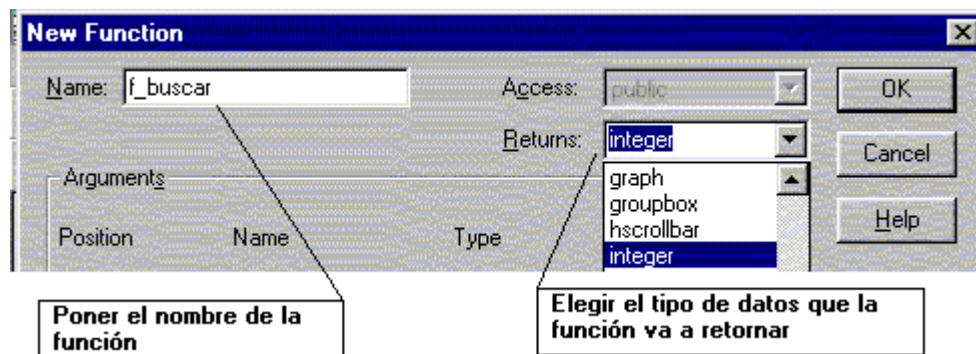 New Function
Name: f_buscar Access: public OK
Returns: integer Cancel
Arguments graph
groupbox Help
Position Name Type hscrollbar
integer
Poner el nombre de la
función
Elegir el tipo de datos que la
función va a retornar